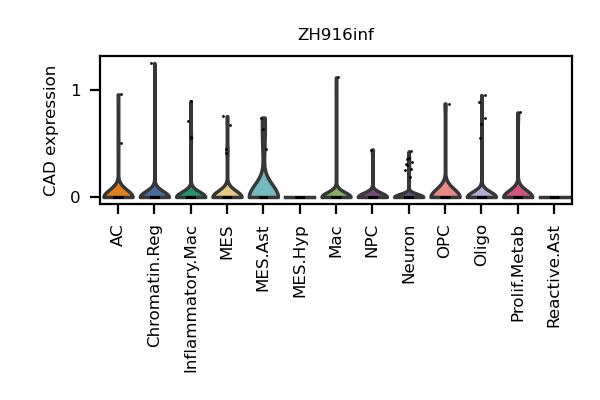 ZH916inf
CAD expression
1
0
AC
Chromatin.Reg
Inflammatory.Mac
MES
MES.Ast
MES.Hyp
Mac
NPC
Neuron
OPC
Oligo
Prolif.Metab
Reactive.Ast